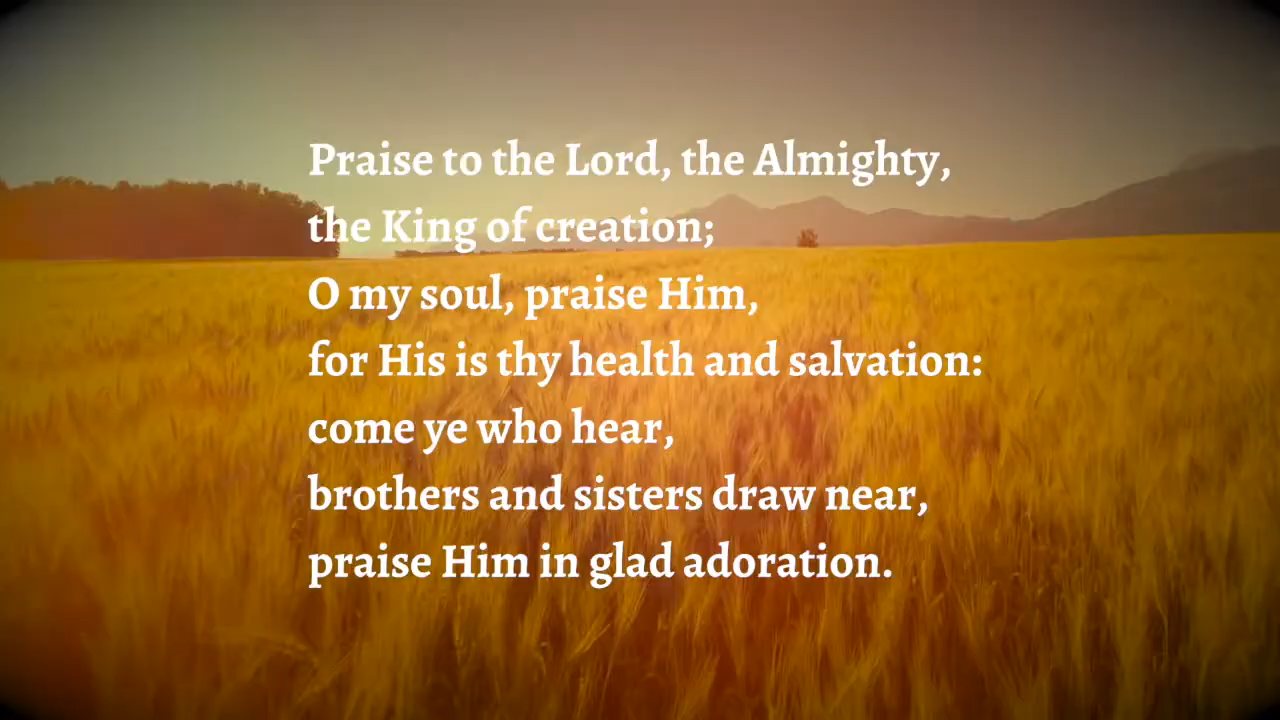 Praise to the Lord, the Almighty,
the King of creation;
O my soul, praise Him,
for His is thy health and salvation:
come ye who hear,
brothers and sisters draw near,
praise Him in glad adoration.